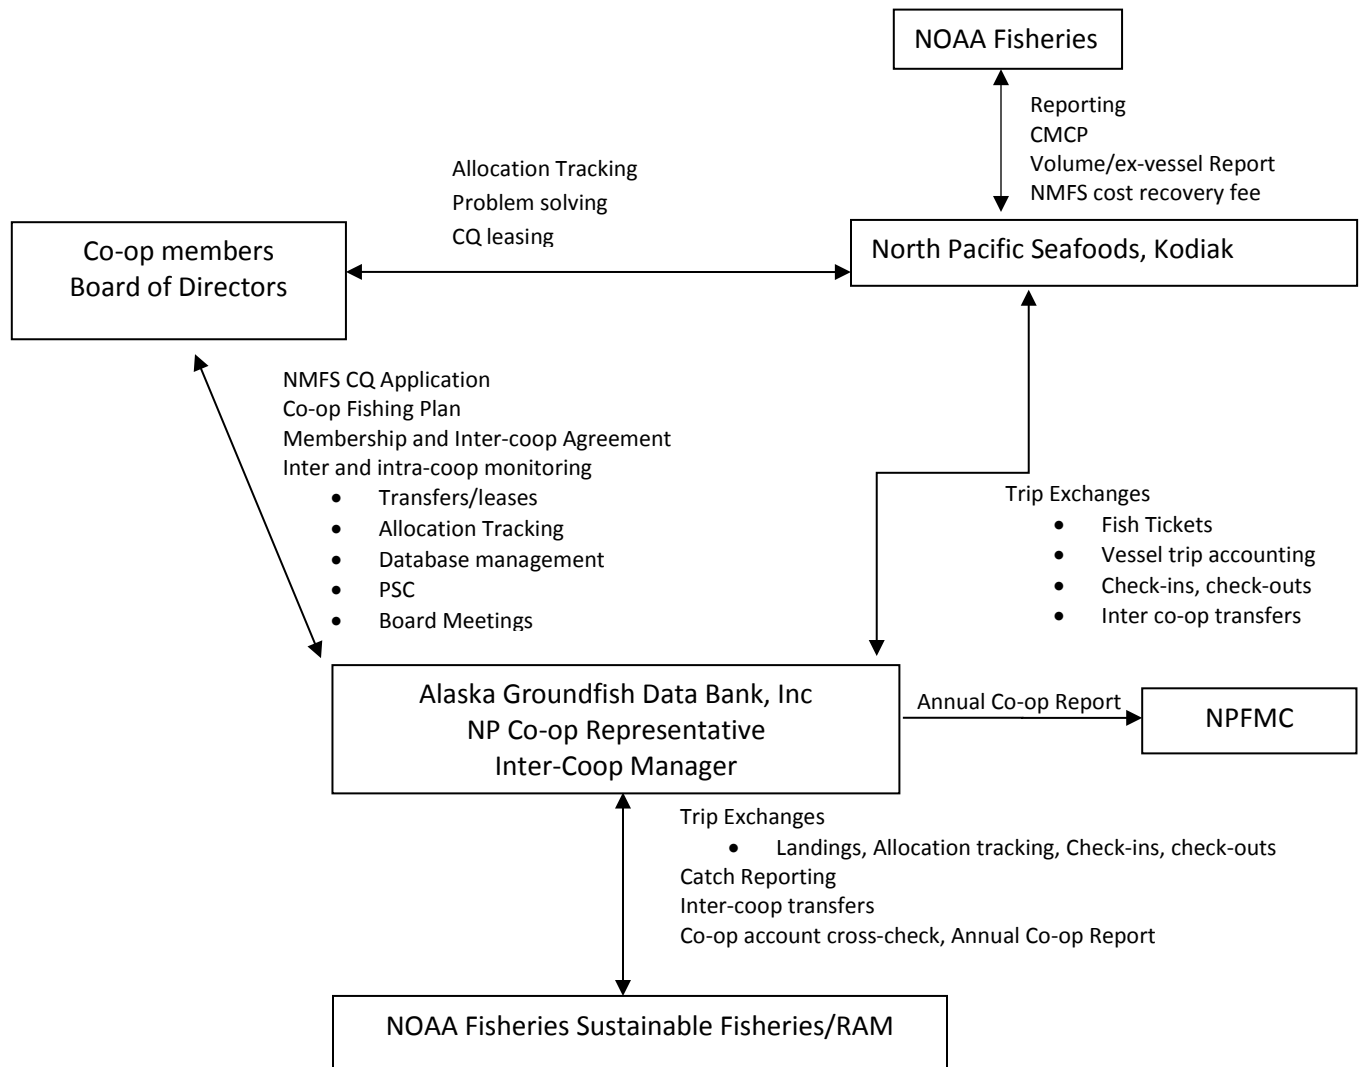 NOAA Fisheries
Reporting
CMCP
Volume/ex-vessel Report
NMFS cost recovery fee
Allocation Tracking
Problem solving
CQ leasing
Co-op members
Board of Directors
North Pacific Seafoods, Kodiak
NMFS CQ Application
Co-op Fishing Plan
Membership and Inter-coop Agreement
Inter and intra-coop monitoring
• Transfers/leases
• Allocation Tracking
• Database management
• PSC
• Board Meetings
Trip Exchanges
• Fish Tickets
• Vessel trip accounting
• Check-ins, check-outs
• Inter co-op transfers
Alaska Groundfish Data Bank, Inc
NP Co-op Representative
Inter-Coop Manager
Annual Co-op Report
NPFMC
Trip Exchanges
• Landings, Allocation tracking, Check-ins, check-outs
Catch Reporting
Inter-coop transfers
Co-op account cross-check, Annual Co-op Report
NOAA Fisheries Sustainable Fisheries/RAM